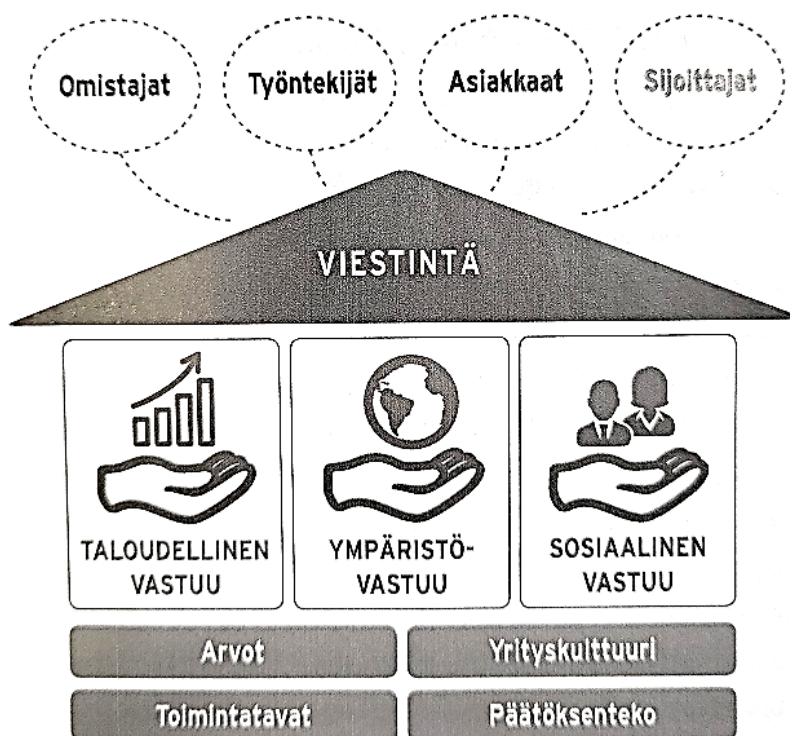 Omistajat
Työntekijät
Asiakkaat
Sijoittajat
VIESTINTÄ
TALOUDELLINEN
VASTUU
YMPÄRISTÖ-
VASTUU
SOSIAALINEN
VASTUU
Arvot
Yrityskulttuuri
Toimintatavat
Päätöksenteko